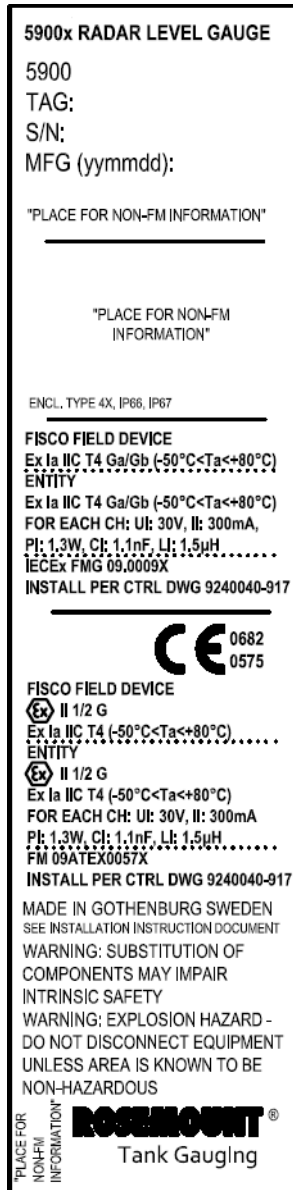 5900x RADAR LEVEL GAUGE
5900
TAG:
S/N:
MFG (yymmdd):
"PLACE FOR NON-FM INFORMATION"
"PLACE FOR NON-FM
INFORMATION"
ENCL. TYPE 4X, IP66, IP67
FISCO FIELD DEVICE
Ex Ia IIC T4 Ga/Gb (-50°C<Ta<+80°C)
ENTITY
Ex Ia IIC T4 Ga/Gb (-50°C<Ta<+80°C)
FOR EACH CH: UI: 30V, II: 300mA,
PI: 1.3W, CI: 1.1nF, LI: 1.5µH
IECEx FMG 09.0009X
INSTALL PER CTRL DWG 9240040-917
CE 0682
0575
FISCO FIELD DEVICE
Ex II 1/2 G
Ex Ia IIC T4 (-50°C<Ta<+80°C)
ENTITY
Ex II 1/2 G
Ex Ia IIC T4 (-50°C<Ta<+80°C)
FOR EACH CH: UI: 30V, II: 300mA
PI: 1.3W, CI: 1.1nF, LI: 1.5µH
FM 09ATEX0057X
INSTALL PER CTRL DWG 9240040-917
MADE IN GOTHENBURG SWEDEN
SEE INSTALLATION INSTRUCTION DOCUMENT
WARNING: SUBSTITUTION OF
COMPONENTS MAY IMPAIR
INTRINSIC SAFETY
WARNING: EXPLOSION HAZARD -
DO NOT DISCONNECT EQUIPMENT
UNLESS AREA IS KNOWN TO BE
NON-HAZARDOUS
"PLACE FOR
NON-FM
INFORMATION"
ROSEMOUNT ®
Tank Gauging